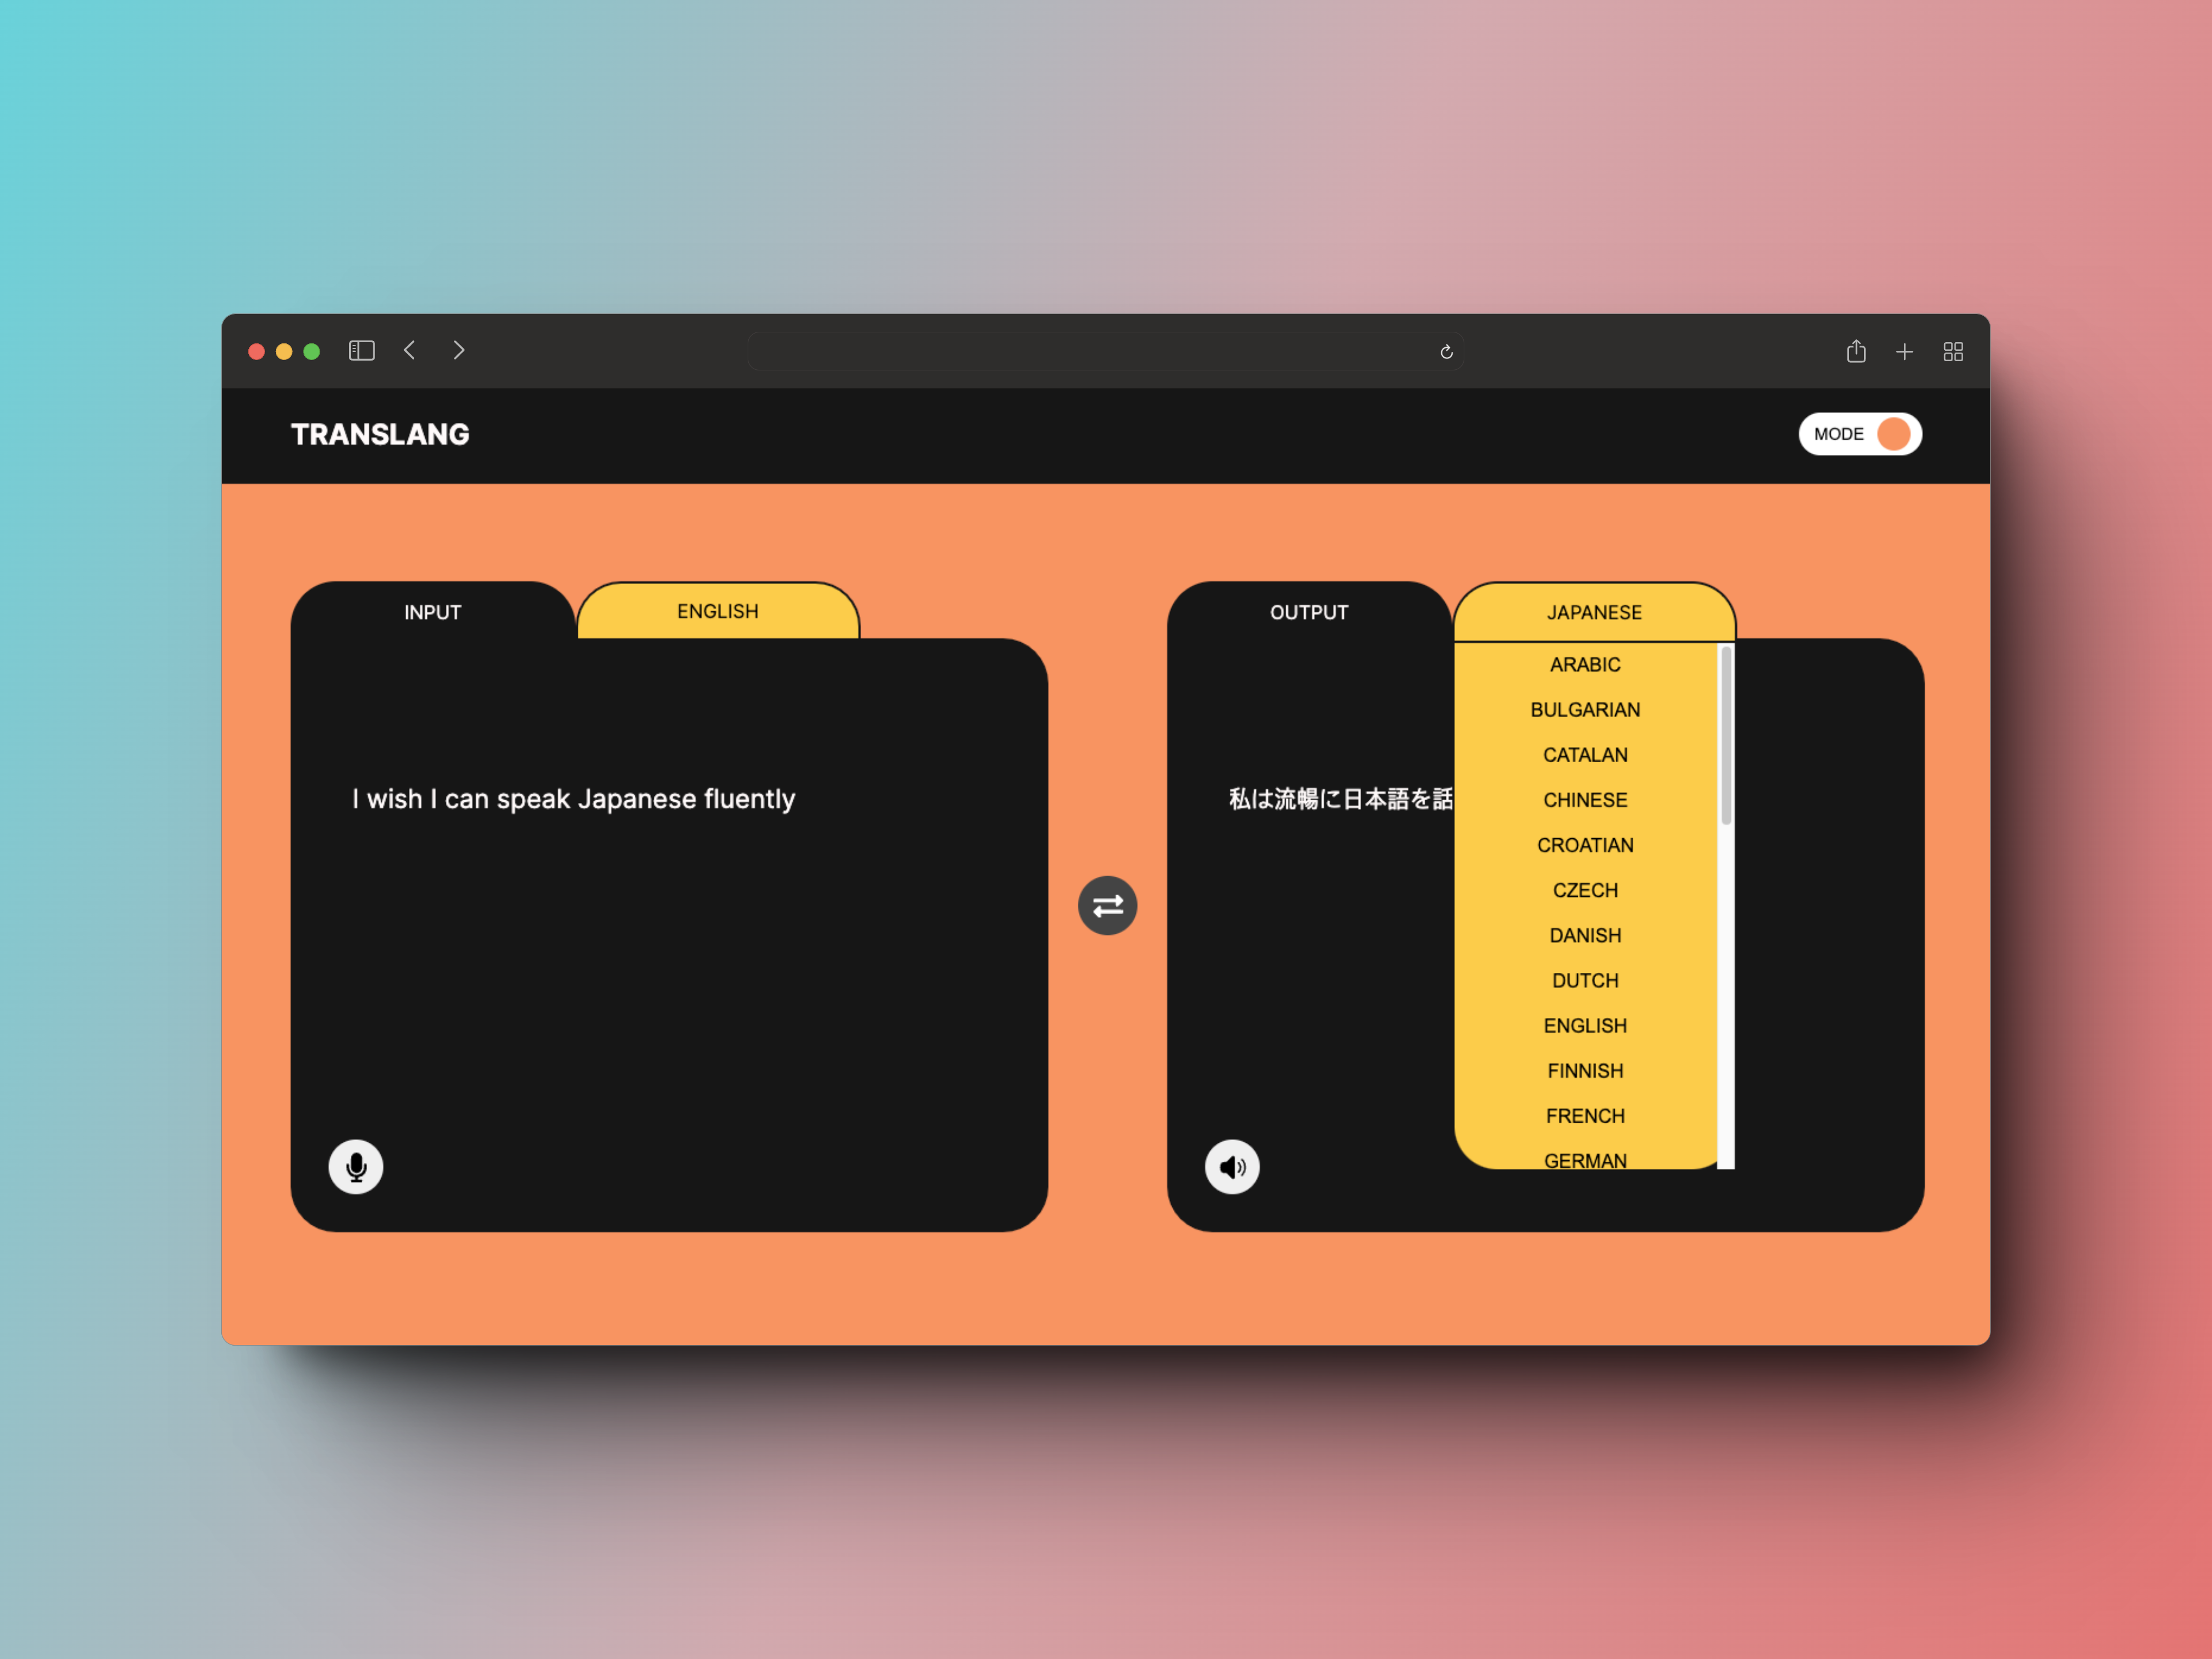 TRANSLANG
MODE
INPUT
ENGLISH
I wish I can speak Japanese fluently
OUTPUT
JAPANESE
私は流暢に日本語を話
ARABIC
BULGARIAN
CATALAN
CHINESE
CROATIAN
CZECH
DANISH
DUTCH
ENGLISH
FINNISH
FRENCH
GERMAN